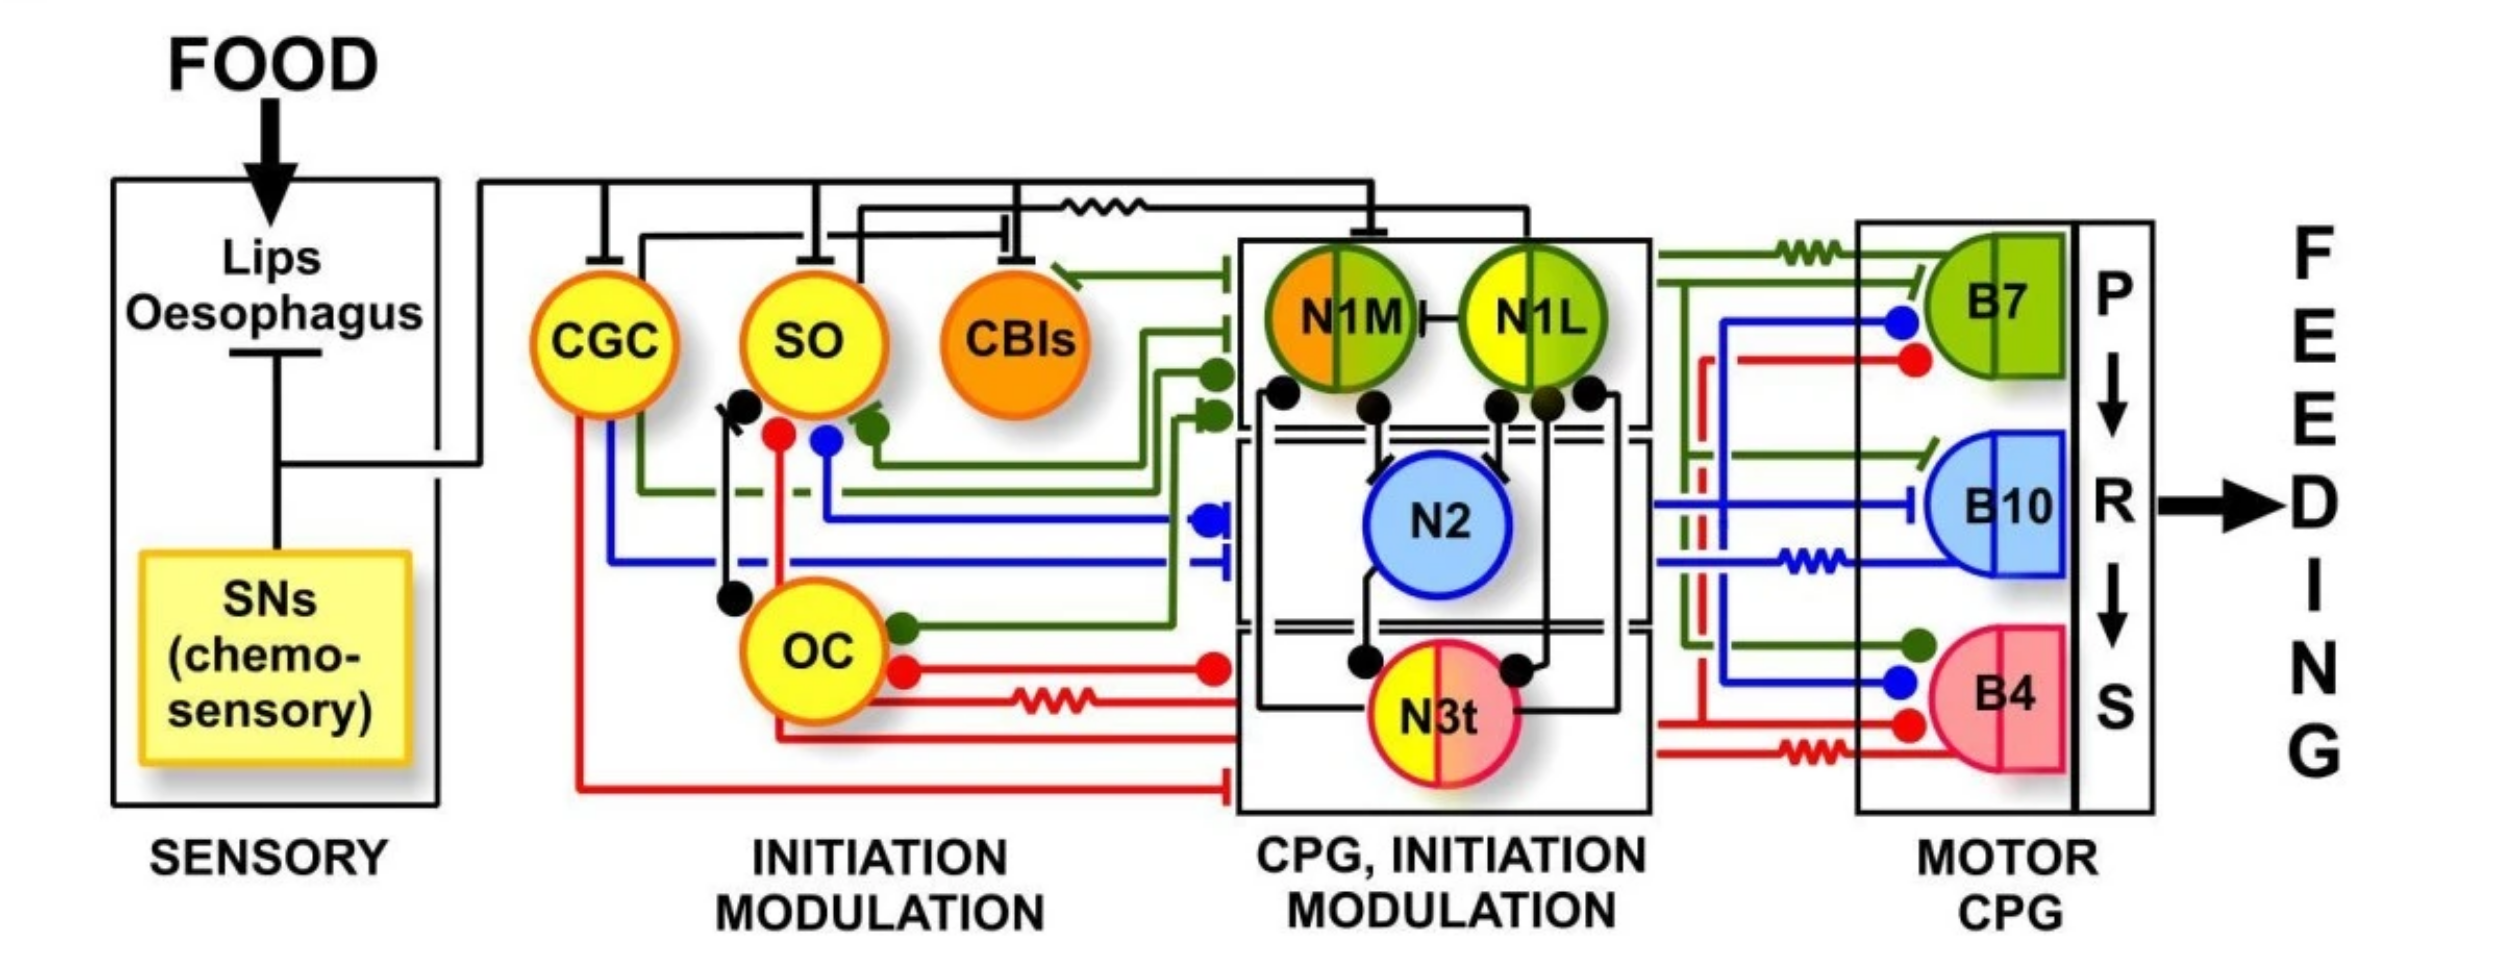 FOOD
Lips
Oesophagus
SNs
(chemo-
sensory)
SENSORY
CGC
SO
CBIs
OC
INITIATION
MODULATION
N1M
N1L
N2
N3t
CPG, INITIATION
MODULATION
B7
B10
B4
P
R
S
MOTOR
CPG
F
E
E
D
I
N
G